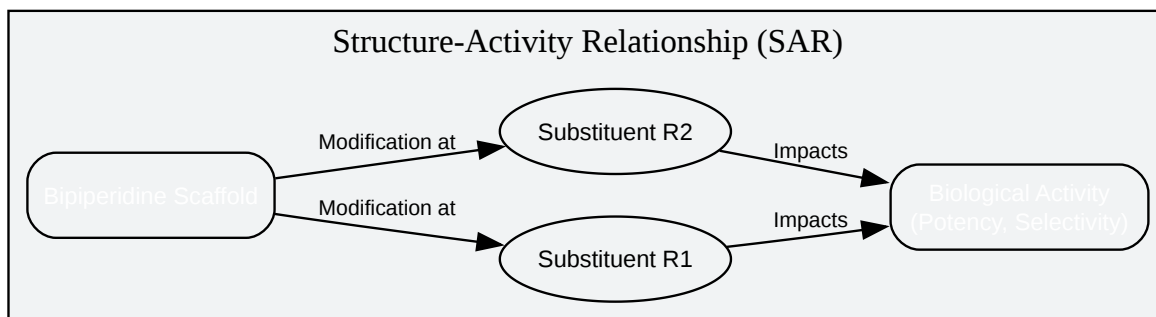 Structure-Activity Relationship (SAR)
Bipiperidine Scaffold
Modification at
Modification at
Substituent R2
Substituent R1
Impacts
Impacts
Biological Activity
(Potency, Selectivity)